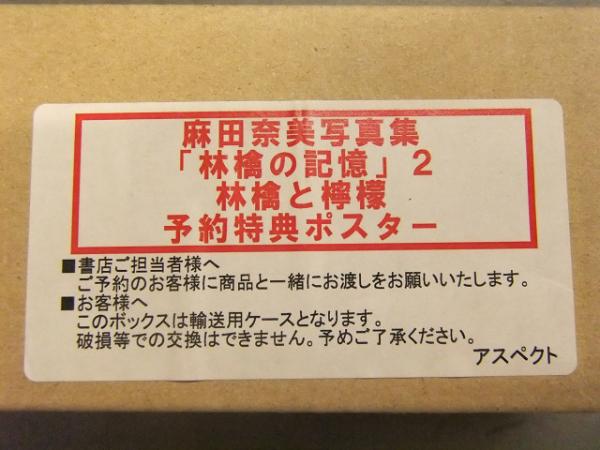 麻田奈美写真集
「林檎の記憶」2
林檎と檸檬
予約特典ポスター
■書店ご担当者様へ
ご予約のお客様に商品と一緒にお渡しをお願いいたします。
■お客様へ
このボックスは輸送用ケースとなります。
破損等での交換はできません。予めご了承ください。
アスペクト